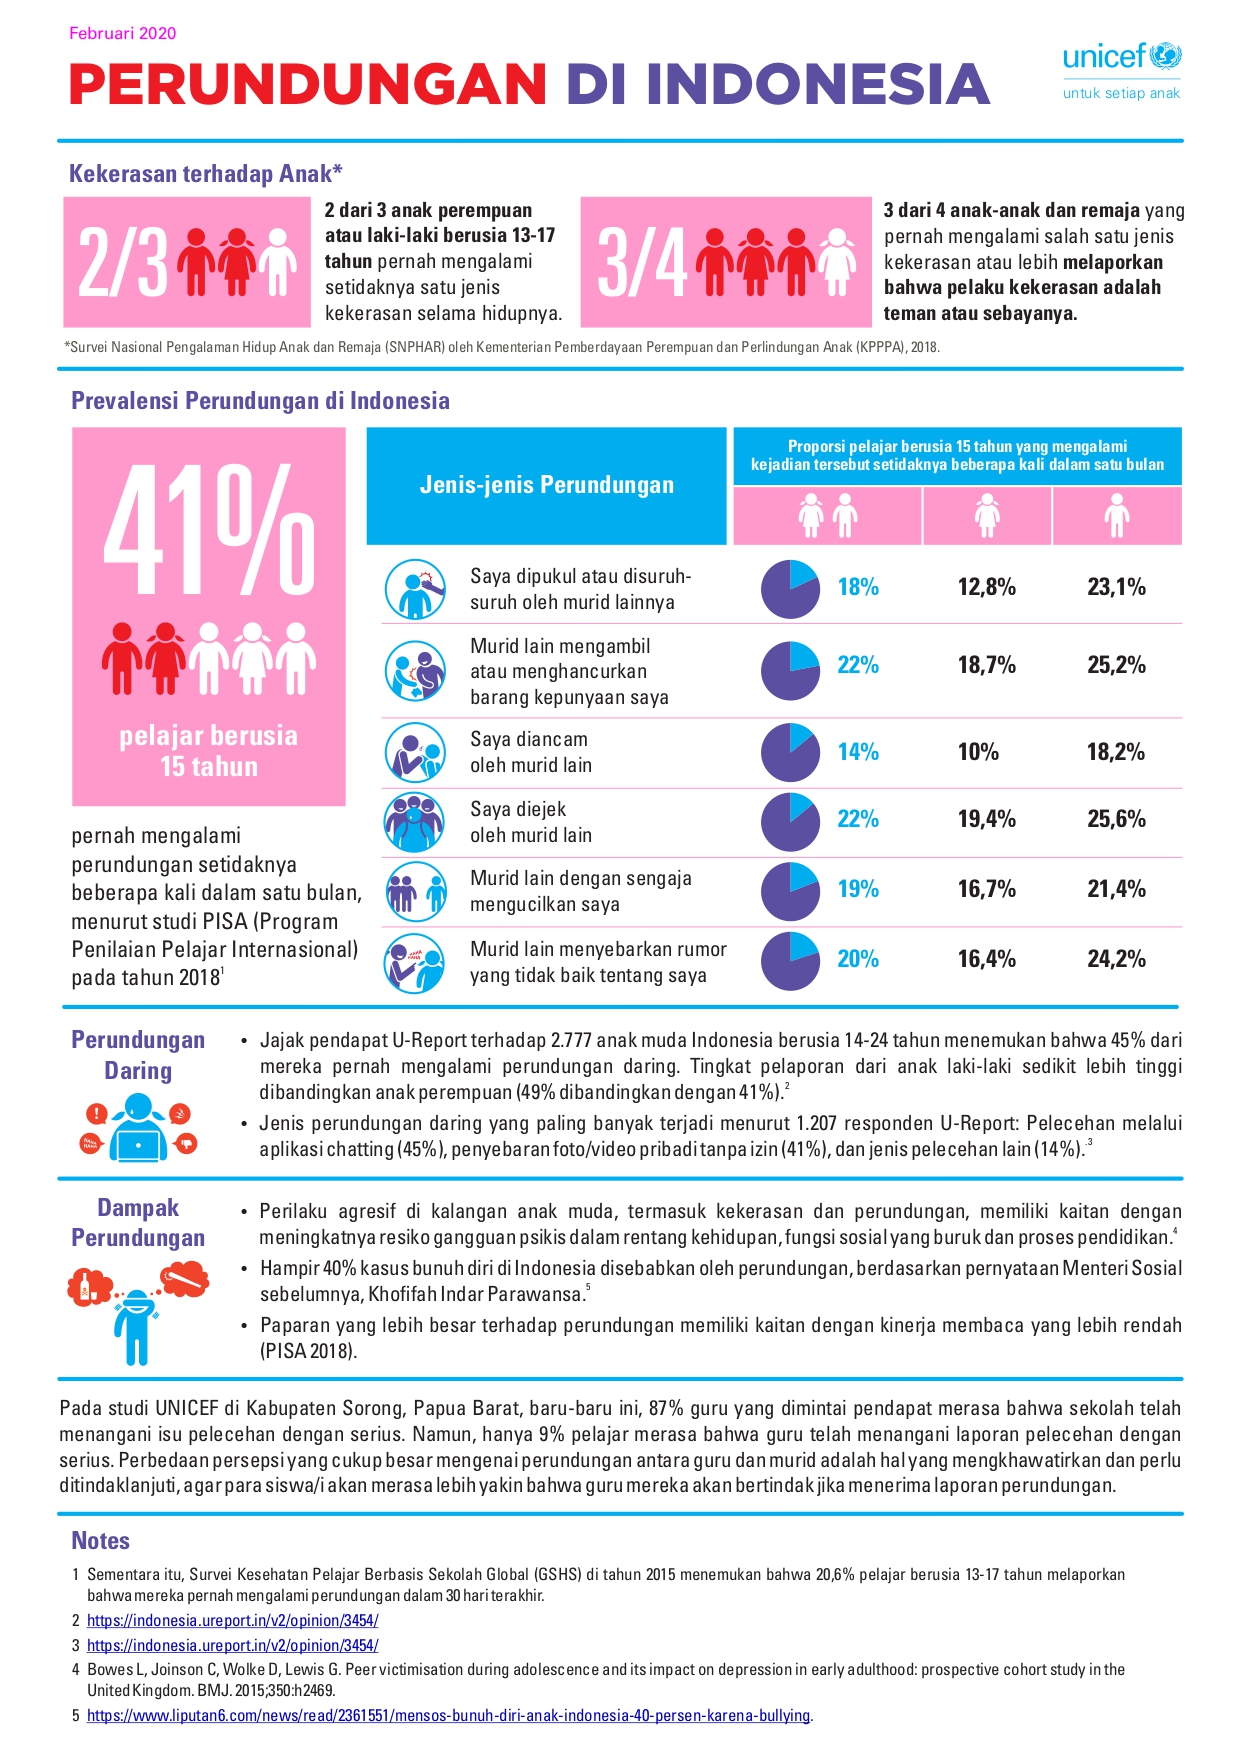 Februari 2020
PERUNDUNGAN DI INDONESIA
unicef
untuk setiap anak
Kekerasan terhadap Anak*
2/3
2 dari 3 anak perempuan
atau laki-laki berusia 13-17
tahun pernah mengalami
setidaknya satu jenis
kekerasan selama hidupnya.
3/4
3 dari 4 anak-anak dan remaja yang
pernah mengalami salah satu jenis
kekerasan atau lebih melaporkan
bahwa pelaku kekerasan adalah
teman atau sebayanya.
*Survei Nasional Pengalaman Hidup Anak dan Remaja (SNPHAR) oleh Kementerian Pemberdayaan Perempuan dan Perlindungan Anak (KPPPA), 2018.
Prevalensi Perundungan di Indonesia
41%
pelajar berusia
15 tahun
pernah mengalami
perundungan setidaknya
beberapa kali dalam satu bulan,
menurut studi PISA (Program
Penilaian Pelajar Internasional)
pada tahun 2018¹
Jenis-jenis Perundungan
Proporsi pelajar berusia 15 tahun yang mengalami
kejadian tersebut setidaknya beberapa kali dalam satu bulan
Saya dipukul atau disuruh-
suruh oleh murid lainnya
18% 12,8% 23,1%
Murid lain mengambil
atau menghancurkan
barang kepunyaan saya
22% 18,7% 25,2%
Saya diancam
oleh murid lain
14% 10% 18,2%
Saya diejek
oleh murid lain
22% 19,4% 25,6%
Murid lain dengan sengaja
mengucilkan saya
19% 16,7% 21,4%
HAHA
HAHA
Murid lain menyebarkan rumor
yang tidak baik tentang saya
20% 16,4% 24,2%
Perundungan
Daring
!
HAHA
HAHA
• Jajak pendapat U-Report terhadap 2.777 anak muda Indonesia berusia 14-24 tahun menemukan bahwa 45% dari
mereka pernah mengalami perundungan daring. Tingkat pelaporan dari anak laki-laki sedikit lebih tinggi
dibandingkan anak perempuan (49% dibandingkan dengan 41%).²
• Jenis perundungan daring yang paling banyak terjadi menurut 1.207 responden U-Report: Pelecehan melalui
aplikasi chatting (45%), penyebaran foto/video pribadi tanpa izin (41%), dan jenis pelecehan lain (14%).·³
Dampak
Perundungan
• Perilaku agresif di kalangan anak muda, termasuk kekerasan dan perundungan, memiliki kaitan dengan
meningkatnya resiko gangguan psikis dalam rentang kehidupan, fungsi sosial yang buruk dan proses pendidikan.⁴
• Hampir 40% kasus bunuh diri di Indonesia disebabkan oleh perundungan, berdasarkan pernyataan Menteri Sosial
sebelumnya, Khofifah Indar Parawansa.⁵
• Paparan yang lebih besar terhadap perundungan memiliki kaitan dengan kinerja membaca yang lebih rendah
(PISA 2018).
Pada studi UNICEF di Kabupaten Sorong, Papua Barat, baru-baru ini, 87% guru yang dimintai pendapat merasa bahwa sekolah telah
menangani isu pelecehan dengan serius. Namun, hanya 9% pelajar merasa bahwa guru telah menangani laporan pelecehan dengan
serius. Perbedaan persepsi yang cukup besar mengenai perundungan antara guru dan murid adalah hal yang mengkhawatirkan dan perlu
ditindaklanjuti, agar para siswa/i akan merasa lebih yakin bahwa guru mereka akan bertindak jika menerima laporan perundungan.
Notes
1 Sementara itu, Survei Kesehatan Pelajar Berbasis Sekolah Global (GSHS) di tahun 2015 menemukan bahwa 20,6% pelajar berusia 13-17 tahun melaporkan
bahwa mereka pernah mengalami perundungan dalam 30 hari terakhir.
2 https://indonesia.ureport.in/v2/opinion/3454/
3 https://indonesia.ureport.in/v2/opinion/3454/
4 Bowes L, Joinson C, Wolke D, Lewis G. Peer victimisation during adolescence and its impact on depression in early adulthood: prospective cohort study in the
United Kingdom. BMJ. 2015;350:h2469.
5 https://www.liputan6.com/news/read/2361551/mensos-bunuh-diri-anak-indonesia-40-persen-karena-bullying.